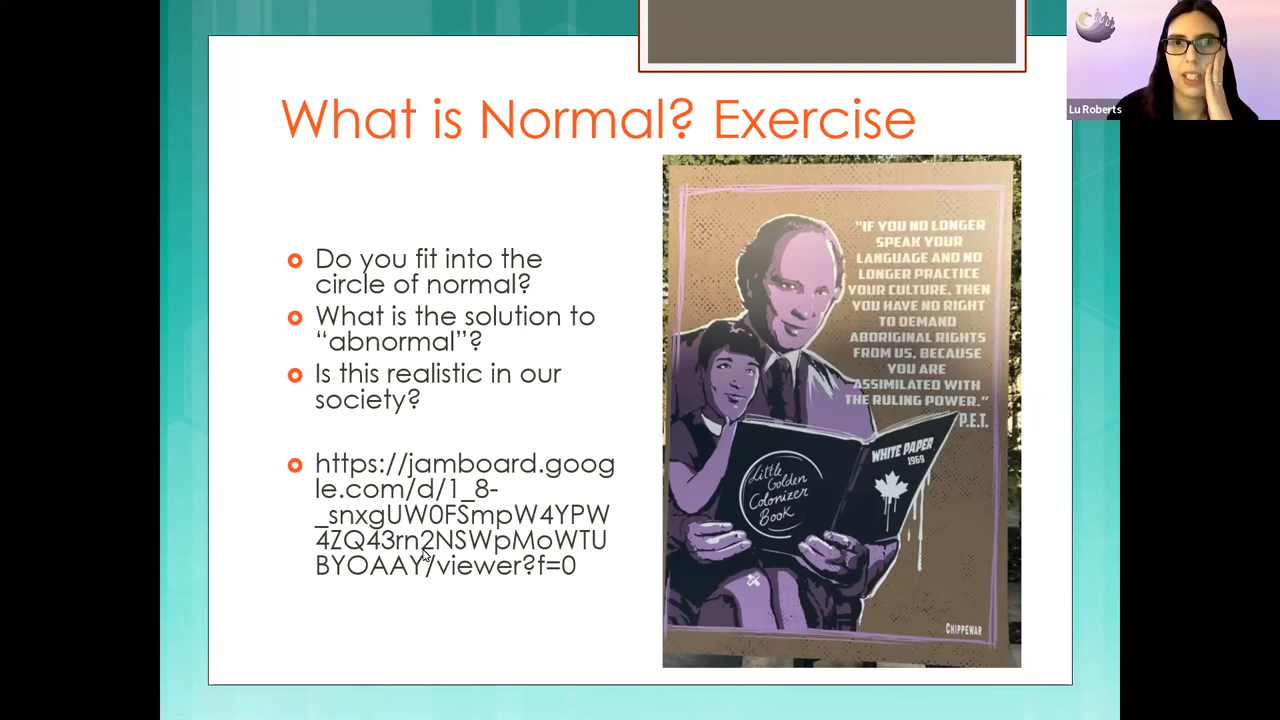 What is Normal? Exercise
Do you fit into the
circle of normal?
What is the solution to
“abnormal”?
Is this realistic in our
society?
https://jamboard.goog
le.com/d/1_8-
_snxgUW0FSmpW4YPW
4ZQ43rn2NSWpMoWTU
BYOAAY/viewer?f=0
"IF YOU NO LONGER
SPEAK YOUR
LANGUAGE AND NO
LONGER PRACTICE
YOUR CULTURE, THEN
YOU HAVE NO RIGHT
TO DEMAND
ABORIGINAL RIGHTS
FROM US, BECAUSE
YOU ARE
ASSIMILATED WITH
THE RULING POWER."
P.E.T.
WHITE PAPER
1969
Little
Golden
Colonizer
Book
CHIPPEWAR
Lu Roberts